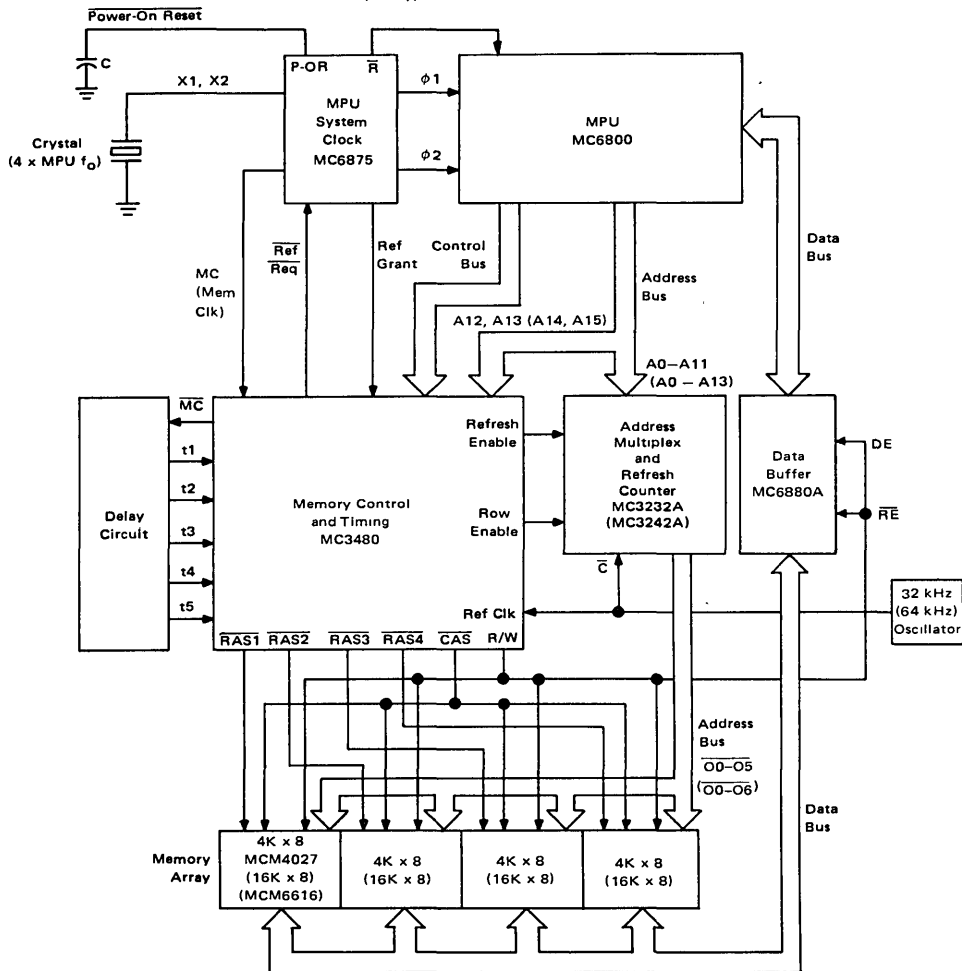 Power-On Reset
C
X1, X2
Crystal
(4 x MPU fo)
P-OR
R
MPU
System
Clock
MC6875
ϕ1
ϕ2
MPU
MC6800
MC
(Mem
Clk)
Ref
Req
Ref
Grant
Control
Bus
Address
Bus
Data
Bus
A12, A13 (A14, A15)
A0–A11
(A0 – A13)
MC
t1
t2
t3
t4
t5
Delay
Circuit
Memory Control
and Timing
MC3480
Refresh
Enable
Row
Enable
Ref Clk
RAS1
RAS2
RAS3
RAS4
CAS
R/W
Address
Multiplex
and
Refresh
Counter
MC3232A
(MC3242A)
C
Data
Buffer
MC6880A
DE
RE
32 kHz
(64 kHz)
Oscillator
Address
Bus
O0–O5
(O0–O6)
Data
Bus
Memory
Array
4K x 8
MCM4027
(16K x 8)
(MCM6616)
4K x 8
(16K x 8)
4K x 8
(16K x 8)
4K x 8
(16K x 8)